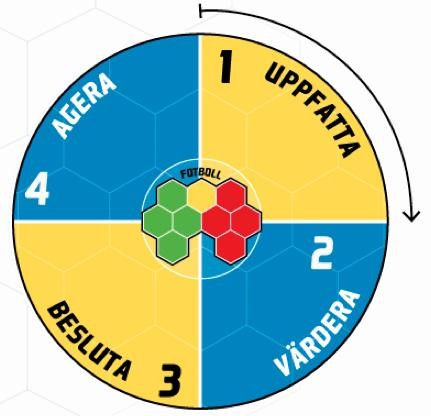 1 UPPFATTA
2 VÄRDERA
3 BESLUTA
4 AGERA
FOTBOLL